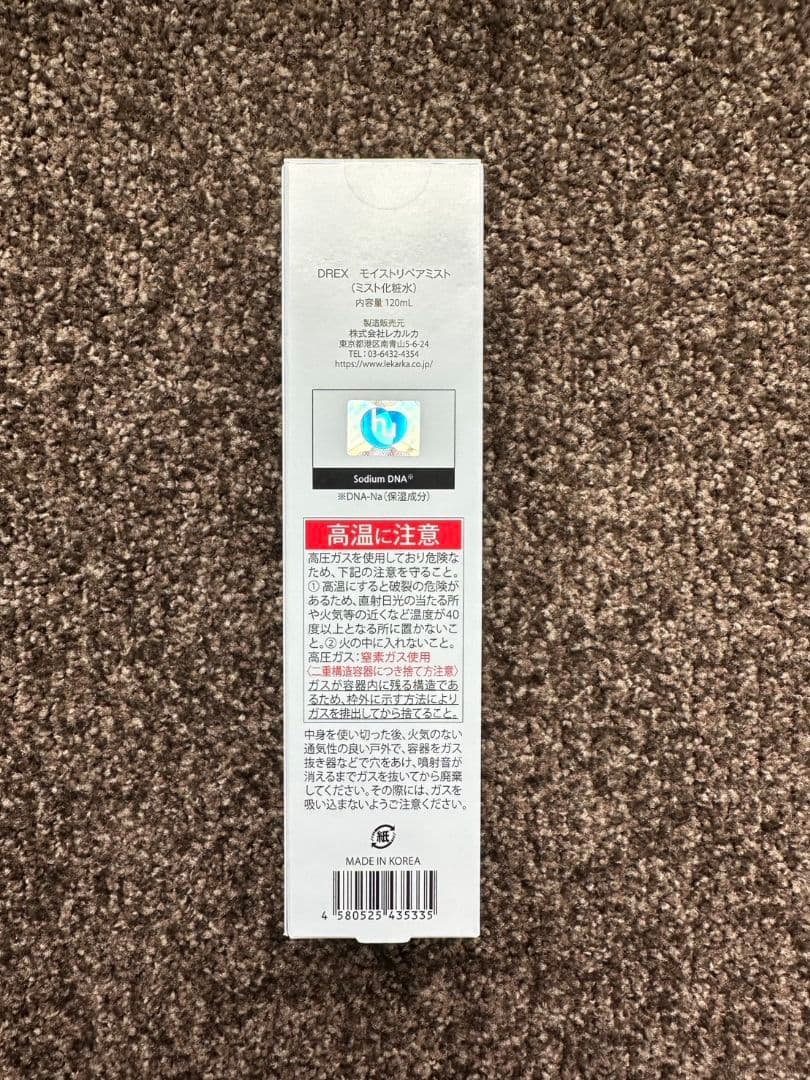 DREX モイストリペアミスト
（ミスト化粧水）
内容量 120mL
製造販売元
株式会社レカルカ
東京都港区南青山5-6-24
TEL：03-6432-4354
https://www.lekarka.co.jp/
Sodium DNA※
※DNA-Na（保湿成分）
高温に注意
高圧ガスを使用しており危険な
ため、下記の注意を守ること。
①高温にすると破裂の危険が
あるため、直射日光の当たる所
や火気等の近くなど温度が40
度以上となる所に置かないこ
と。②火の中に入れないこと。
高圧ガス：窒素ガス使用
〈二重構造容器につき捨て方注意〉
ガスが容器内に残る構造であ
るため、枠外に示す方法により
ガスを排出してから捨てること。
中身を使い切った後、火気のない
通気性の良い戸外で、容器をガス
抜き器などで穴をあけ、噴射音が
消えるまでガスを抜いてから廃棄
してください。その際には、ガスを
吸い込まないようご注意ください。
紙
MADE IN KOREA
4 580525 435335